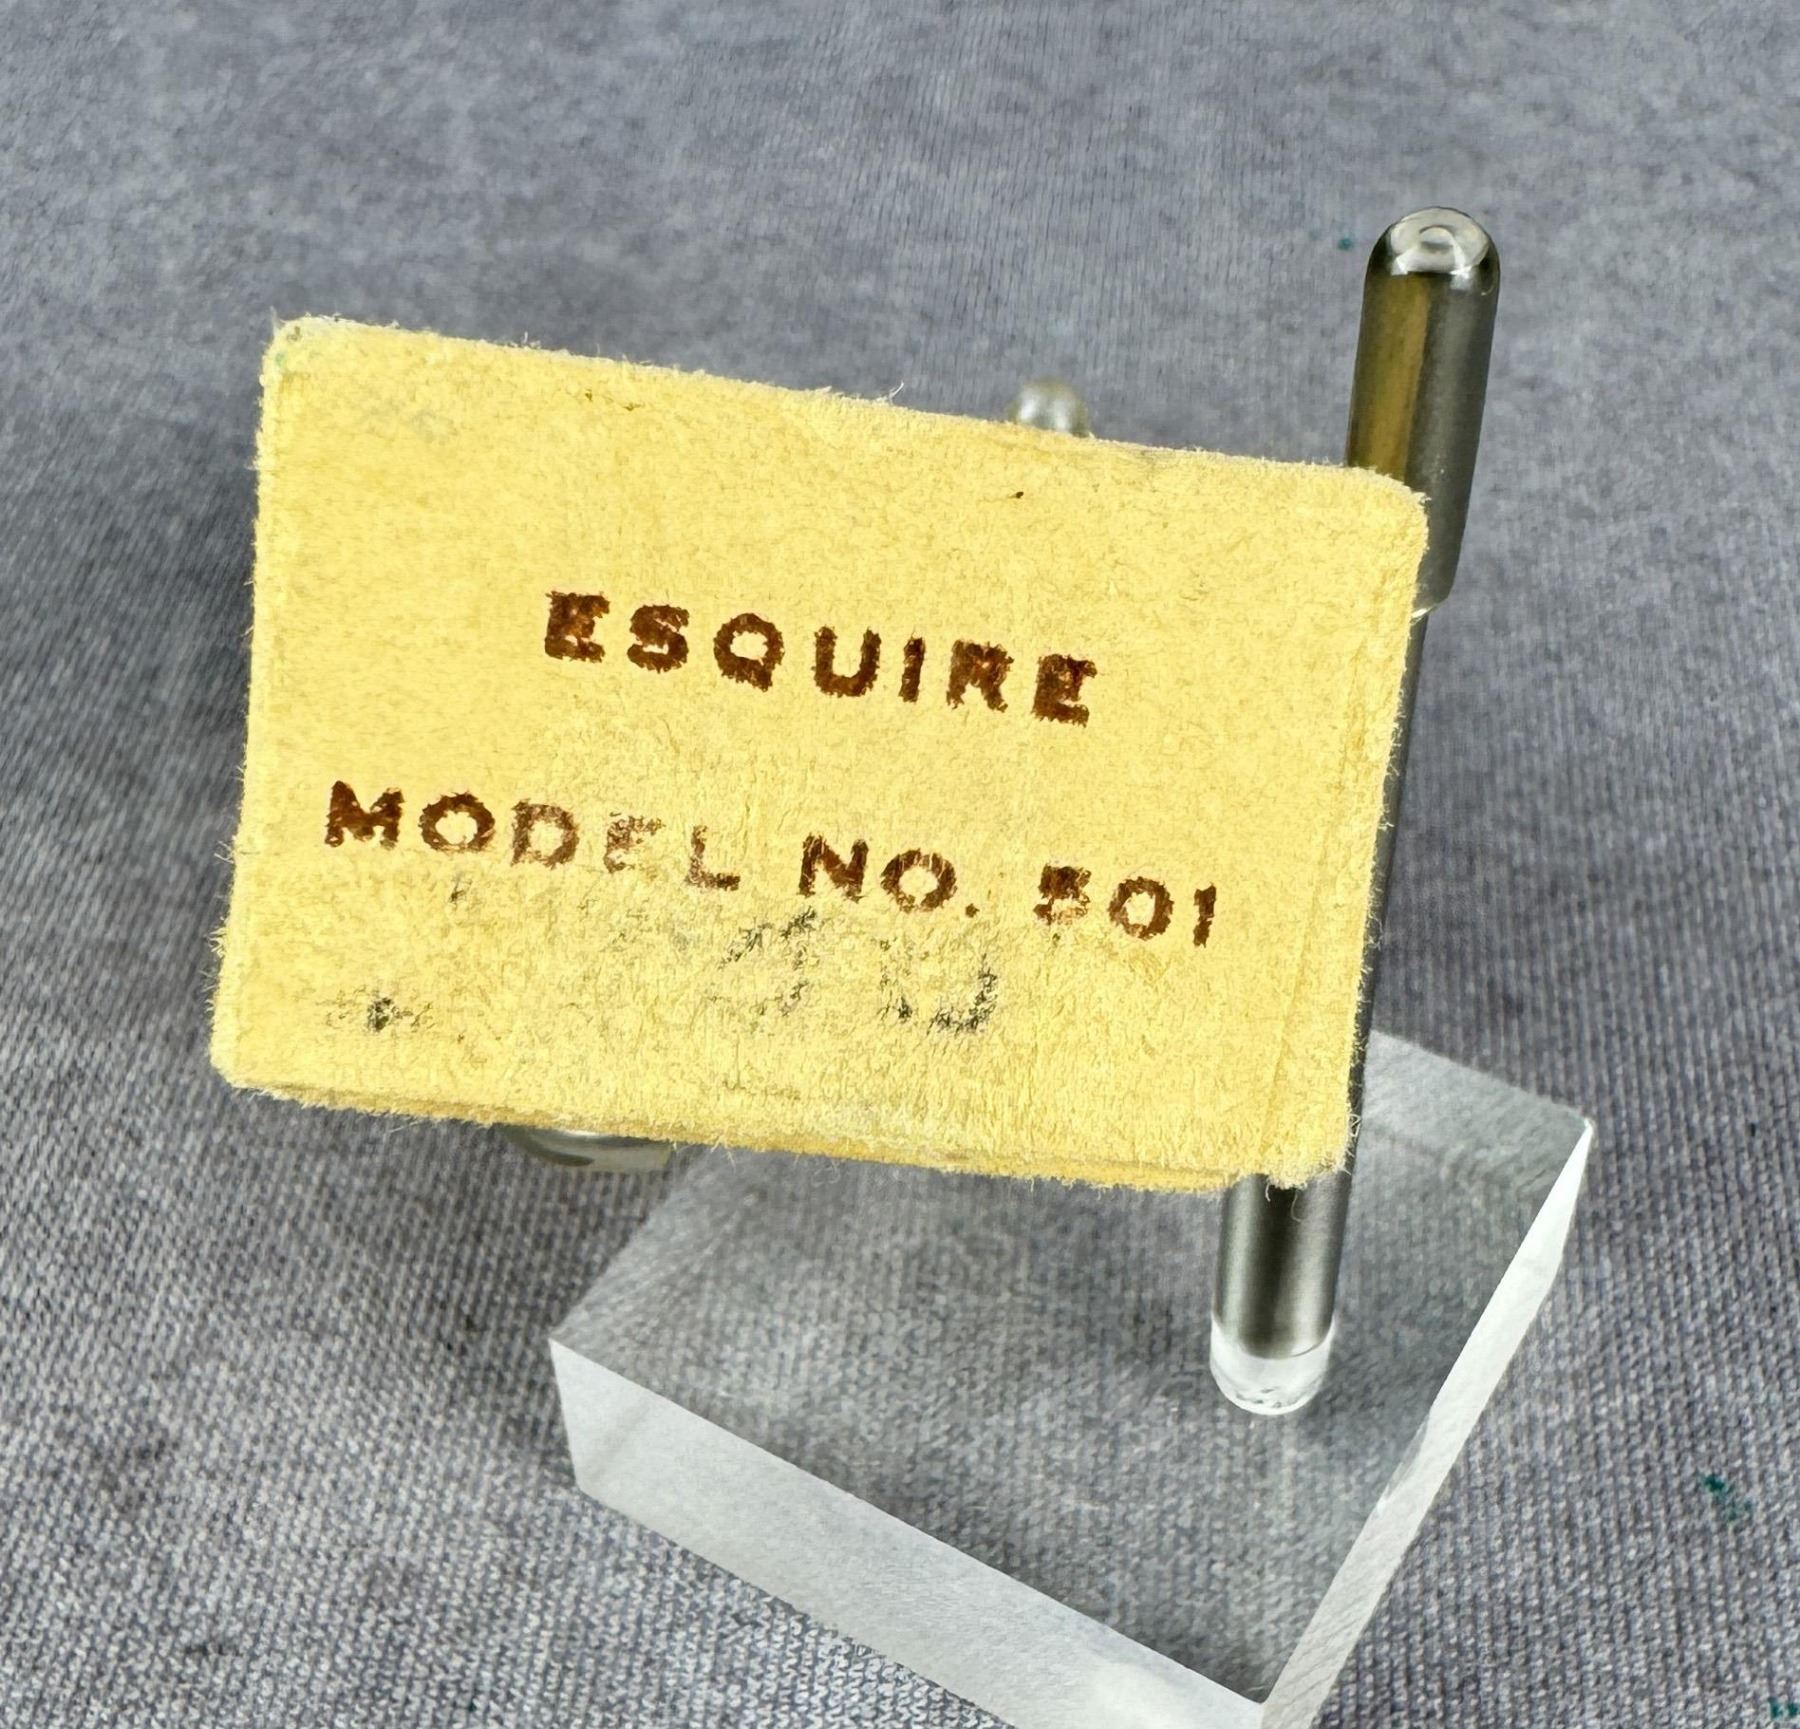 ESQUIRE
MODEL NO. 501